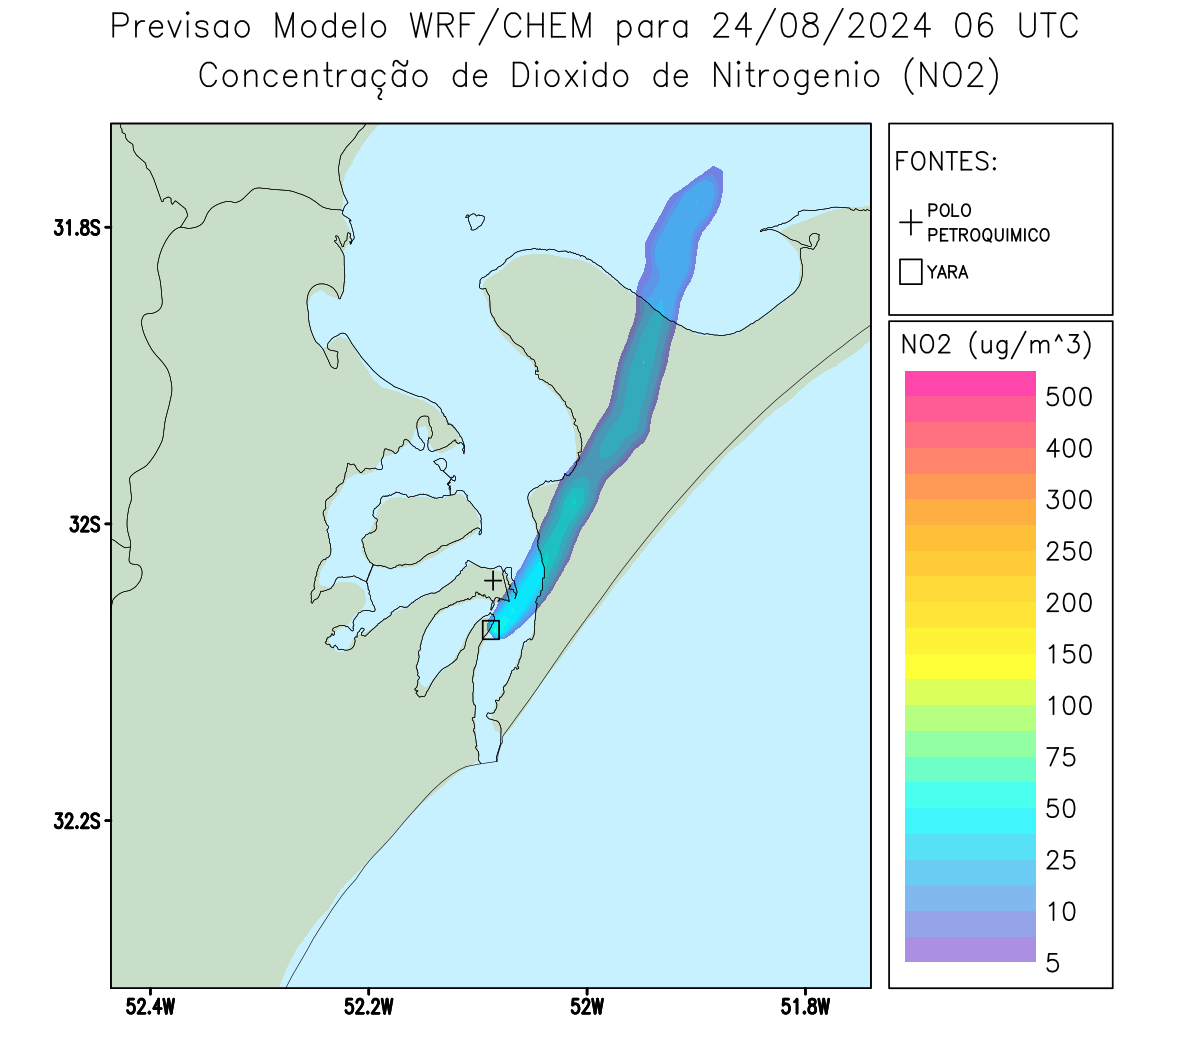 Previsao Modelo WRF/CHEM para 24/08/2024 06 UTC
Concentração de Dioxido de Nitrogenio (NO2)
FONTES:
POLO
PETROQUIMICO
YARA
NO2 (ug/m^3)
500
400
300
250
200
150
100
75
50
25
10
5
31.8S
32S
32.2S
52.4W
52.2W
52W
51.8W